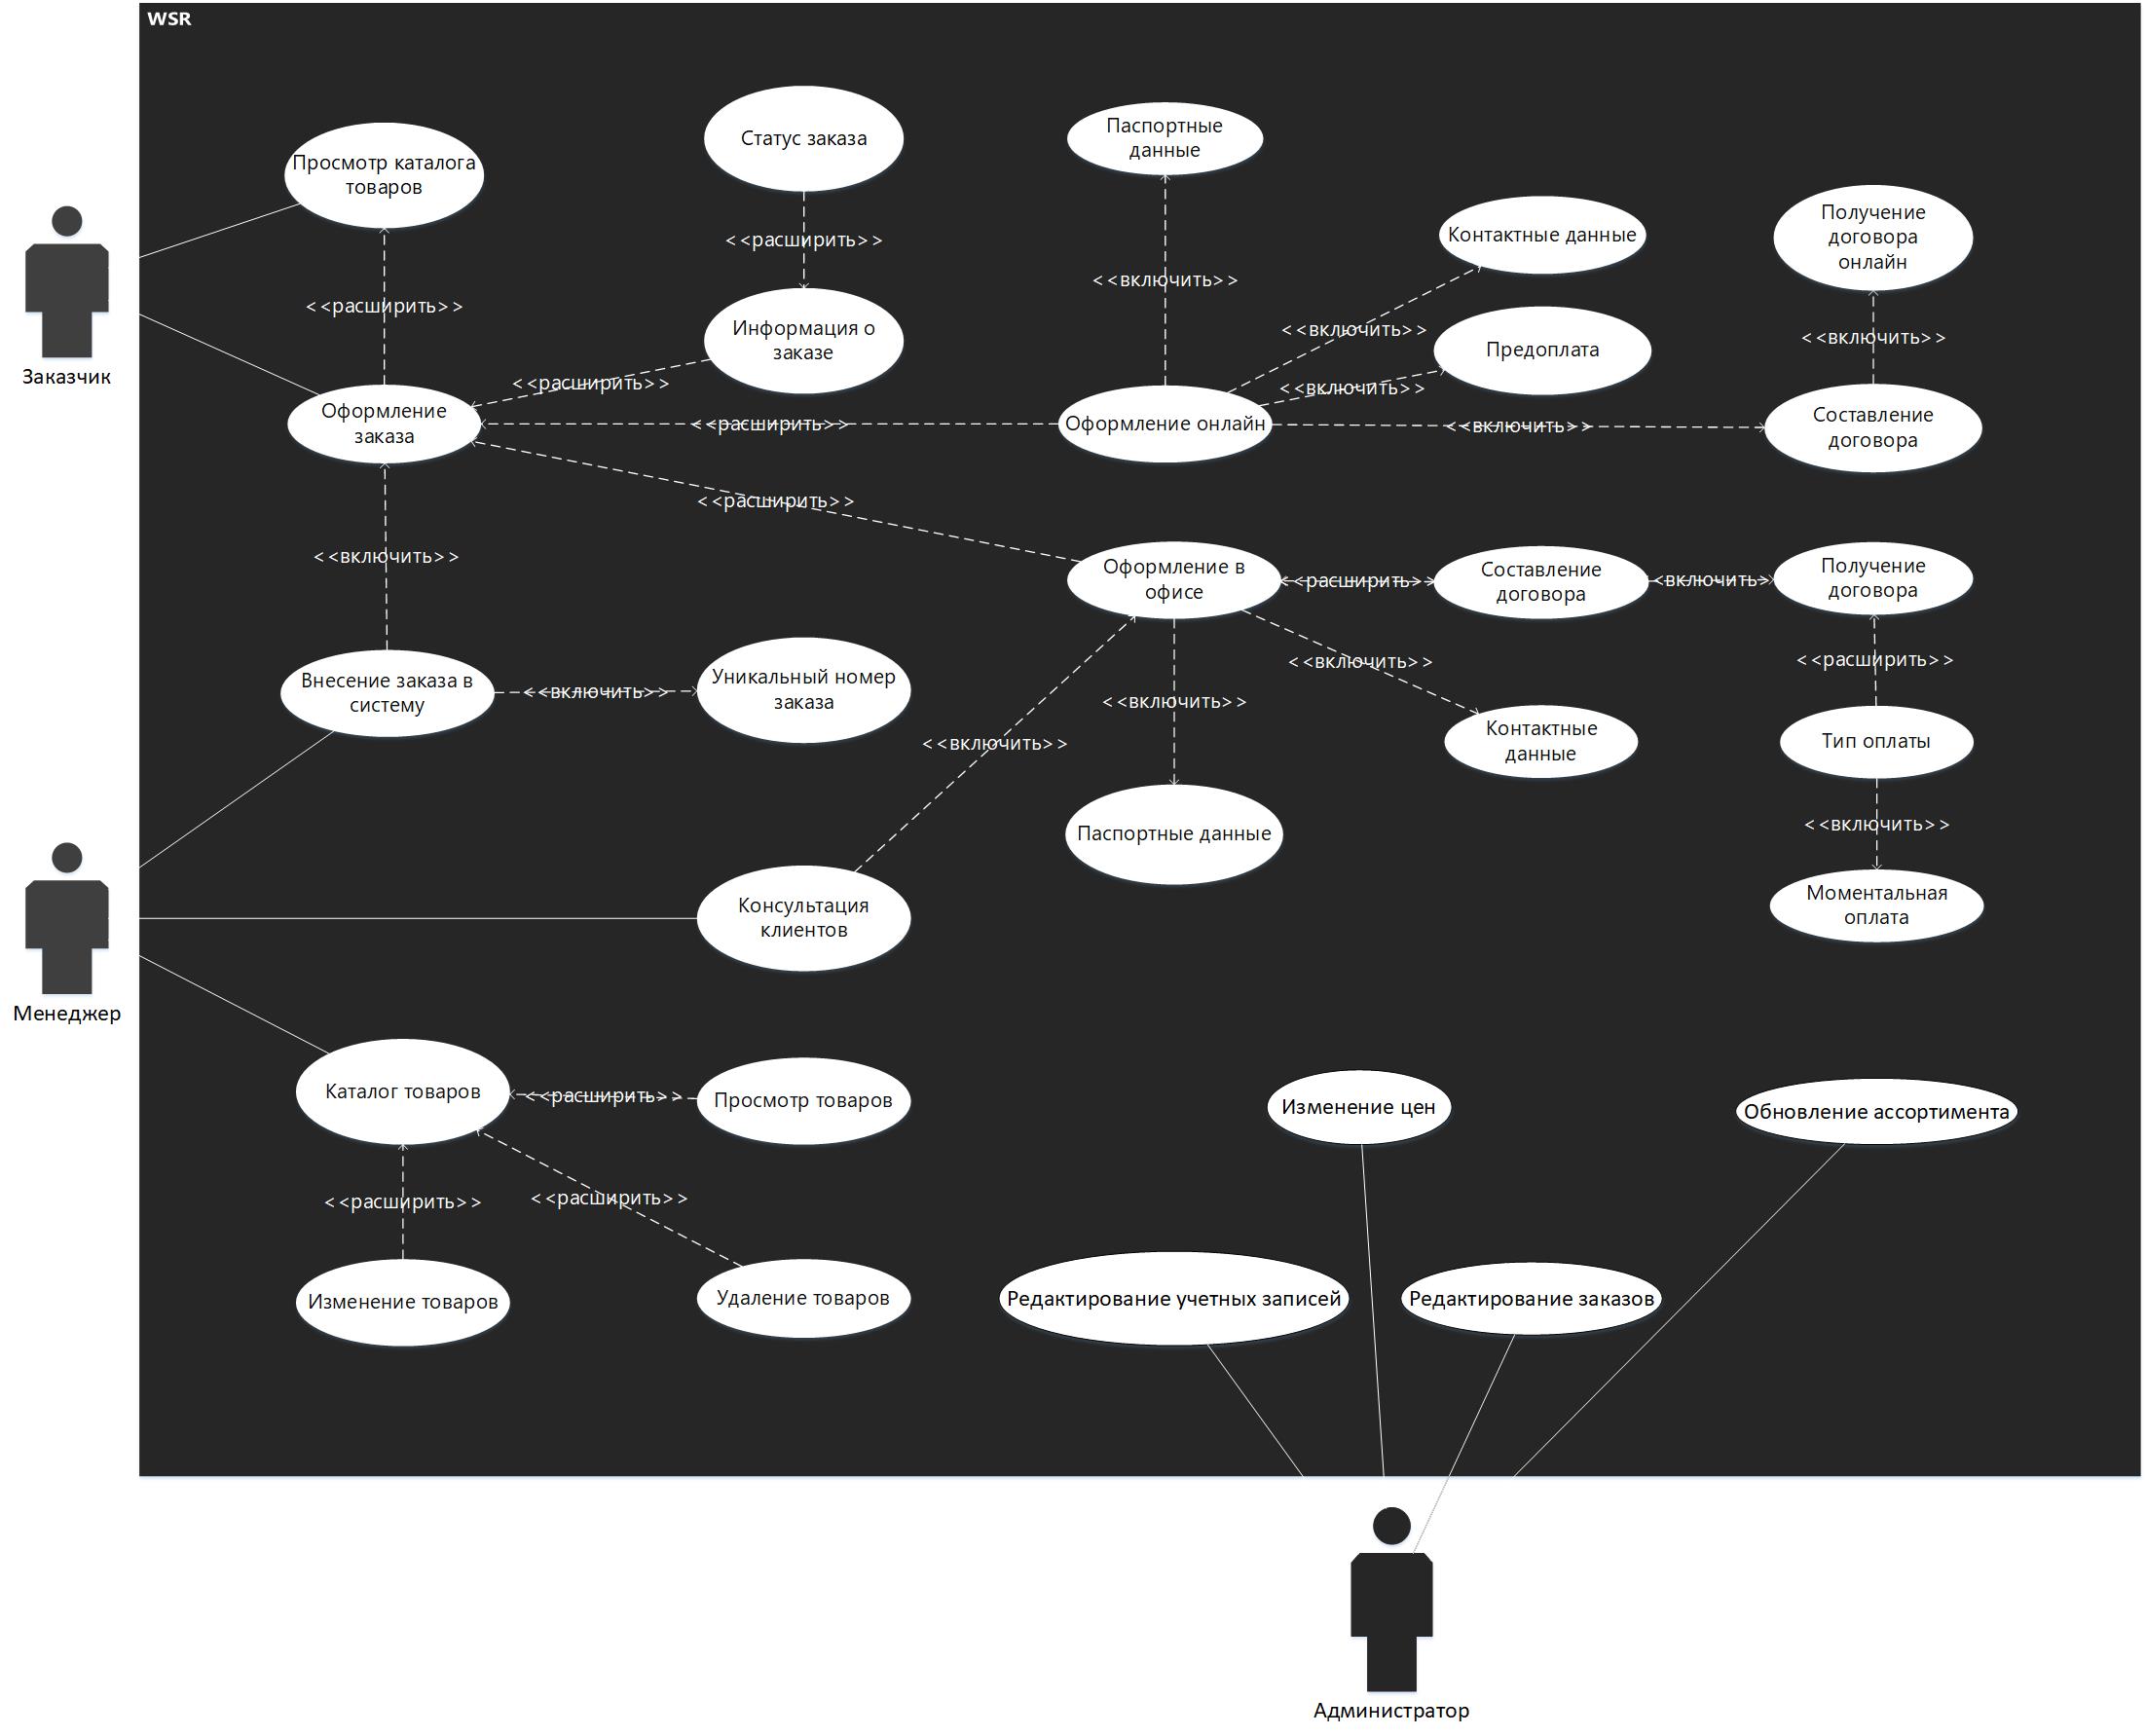 WSR
Просмотр каталога
товаров
Статус заказа
Паспортные
данные
Контактные данные
Получение
договора
онлайн
<<расширить>>
<<включить>>
<<расширить>>
Информация о
заказе
<<включить>>
Предоплата
<<включить>>
Заказчик
<<расширить>>
<<включить>>
Оформление
заказа
<<расширить>>
Оформление онлайн
<<включить>>
Составление
договора
<<расширить>>
<<включить>>
Оформление в
офисе
<<расширить>>
Составление
договора
<<включить>>
Получение
договора
<<включить>>
<<расширить>>
Внесение заказа в
систему
<<включить>>
Уникальный номер
заказа
<<включить>>
<<включить>>
Контактные
данные
Тип оплаты
Паспортные данные
<<включить>>
Консультация
клиентов
Моментальная
оплата
Менеджер
Каталог товаров
<<расширить>>
Просмотр товаров
Изменение цен
Обновление ассортимента
<<расширить>>
<<расширить>>
Изменение товаров
Удаление товаров
Редактирование учетных записей
Редактирование заказов
Администратор